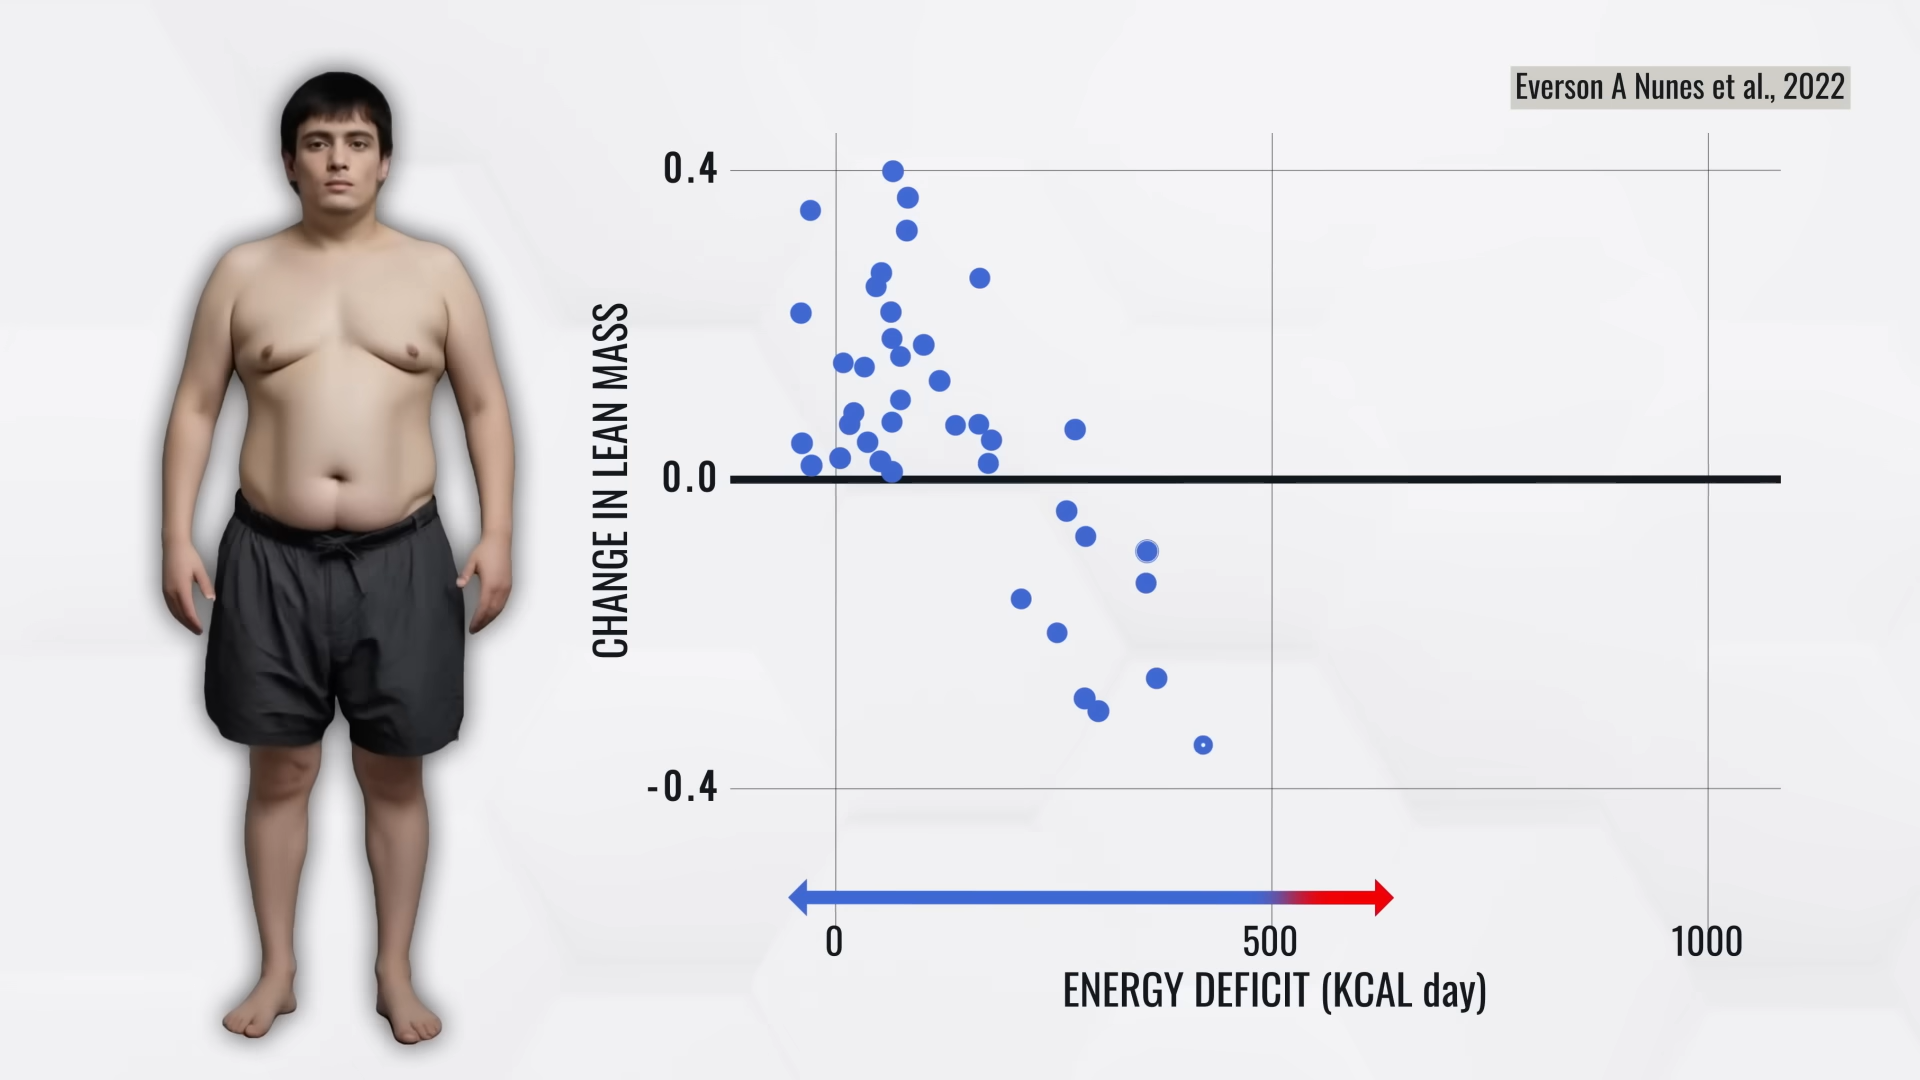 Everson A Nunes et al., 2022
0.4
0.0
-0.4
CHANGE IN LEAN MASS
0
500
1000
ENERGY DEFICIT (KCAL day)